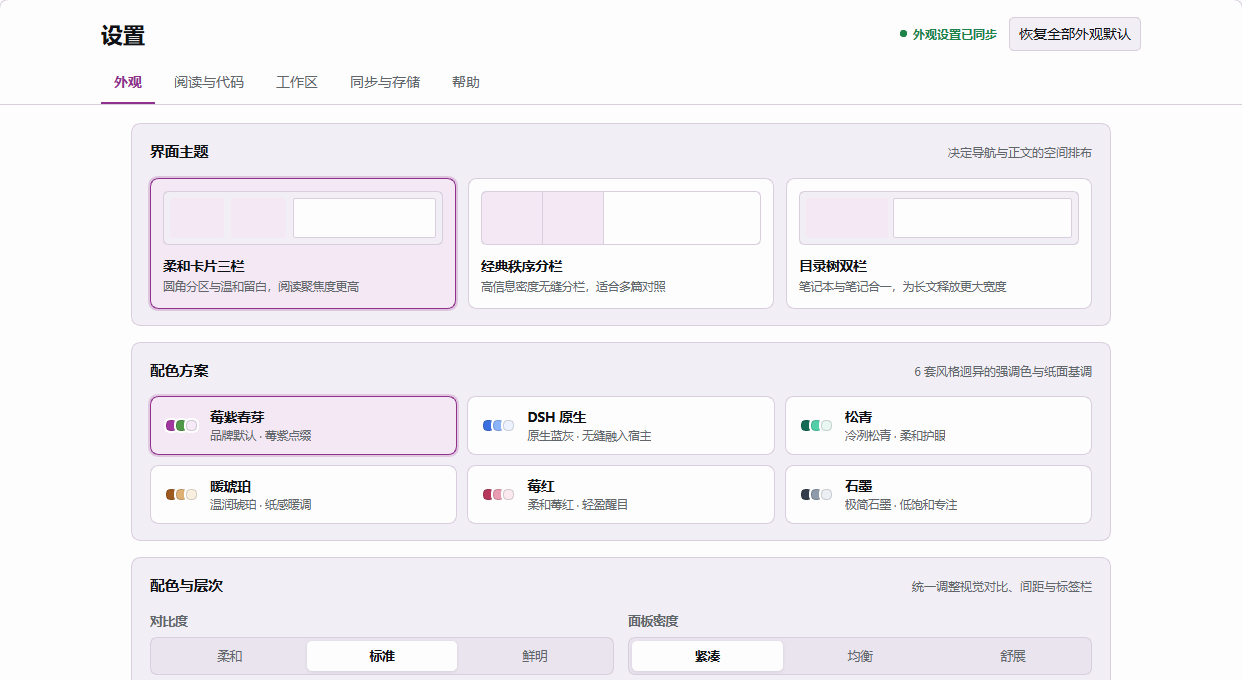 设置
外观设置已同步
恢复全部外观默认
外观
阅读与代码
工作区
同步与存储
帮助
界面主题
决定导航与正文的空间排布
柔和卡片三栏
圆角分区与温和留白，阅读聚焦度更高
经典秩序分栏
高信息密度无缝分栏，适合多篇对照
目录树双栏
笔记本与笔记合一，为长文释放更大宽度
配色方案
6 套风格迥异的强调色与纸面基调
莓紫春芽
品牌默认 · 莓紫点缀
DSH 原生
原生蓝灰 · 无缝融入宿主
松青
冷冽松青 · 柔和护眼
暖琥珀
温润琥珀 · 纸感暖调
莓红
柔和莓红 · 轻盈醒目
石墨
极简石墨 · 低饱和专注
配色与层次
统一调整视觉对比、间距与标签栏
对比度
面板密度
柔和
标准
鲜明
紧凑
均衡
舒展